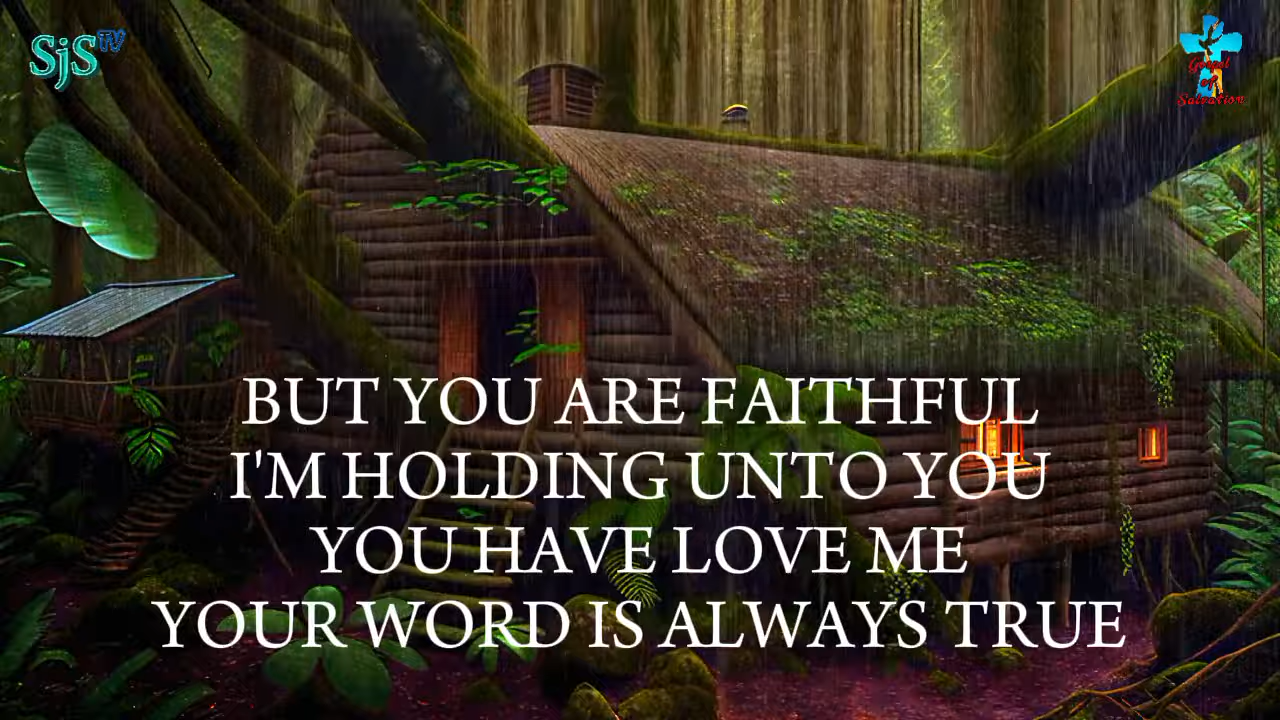 SjS TV
Gospel
of
Salvation
BUT YOU ARE FAITHFUL
I'M HOLDING UNTO YOU
YOU HAVE LOVE ME
YOUR WORD IS ALWAYS TRUE